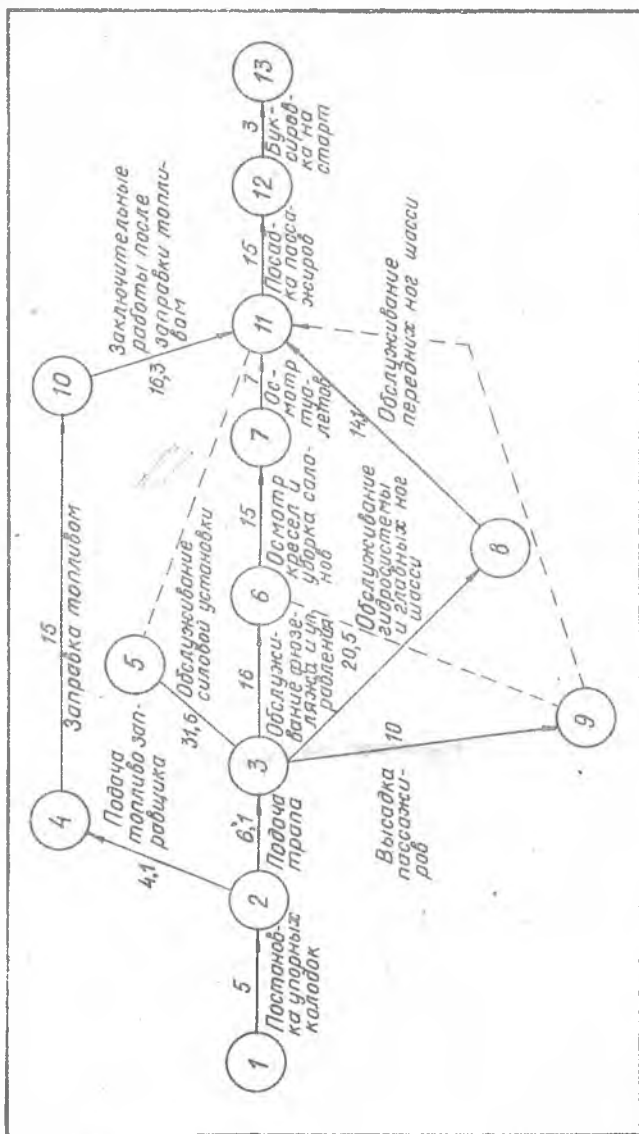 1
5
Постанов-
ка упорных
колодок
2
4,1
Подача
топливо зап-
равщика
4
15
Заправка топливом
10
16,3
Заключительные
работы после
заправки топли-
вом
6,1
Подача
трапа
3
31,6
Обслуживание
силовой установки
5
16
Обслужи-
вание фюзе-
ляжа и уп
равления
6
15
Осмотр
кресел и
уборка сало-
нов
7
7
Ос-
мотр
туа-
летов
11
15
Посад-
ка пасса-
жиров
12
3
Бук-
сиров-
ка на
старт
13
20,5
Обслуживание
гидросистемы
и главных ног
шасси
8
14,1
Обслуживание
передних ног шасси
10
Высадка
пассажи-
ров
9